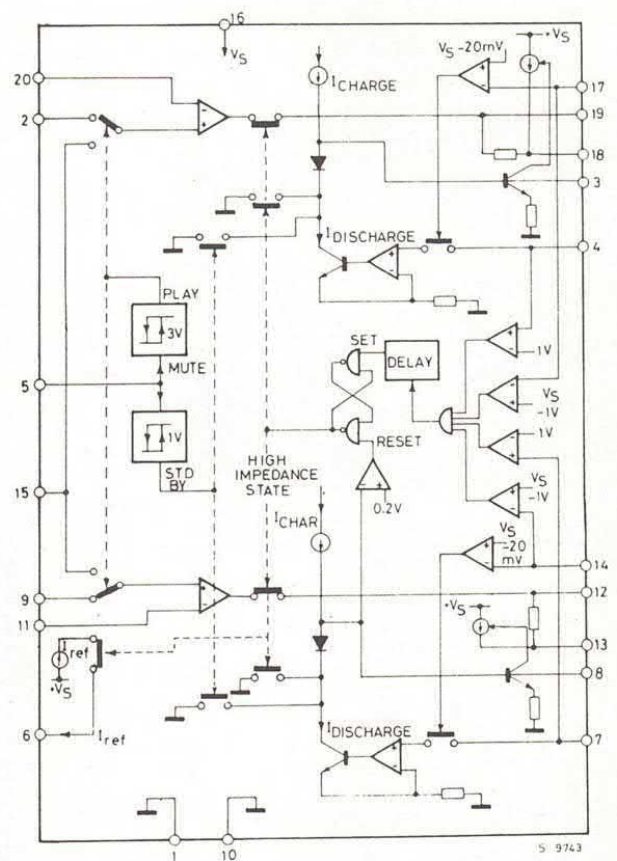 16
VS
+VS
VS -20mV
20
ICHARGE
17
2
19
18
3
IDISCHARGE
4
PLAY
3V
MUTE
SET
DELAY
1V
5
VS
-1V
1V
RESET
1V
STD
BY
HIGH
IMPEDANCE
STATE
VS
-1V
15
ICHAR
0.2V
VS
-20
mV
14
9
12
11
+VS
Iref
+VS
13
8
6
Iref
IDISCHARGE
7
1
10
S 9743